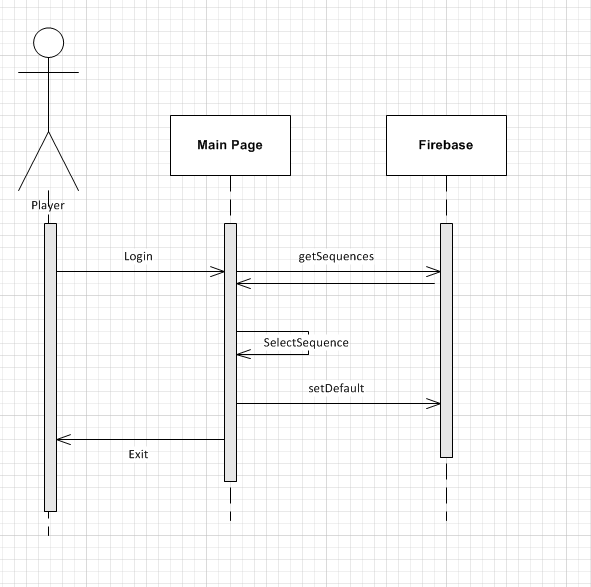 Main Page
Firebase
Player
Login
getSequences
SelectSequence
setDefault
Exit